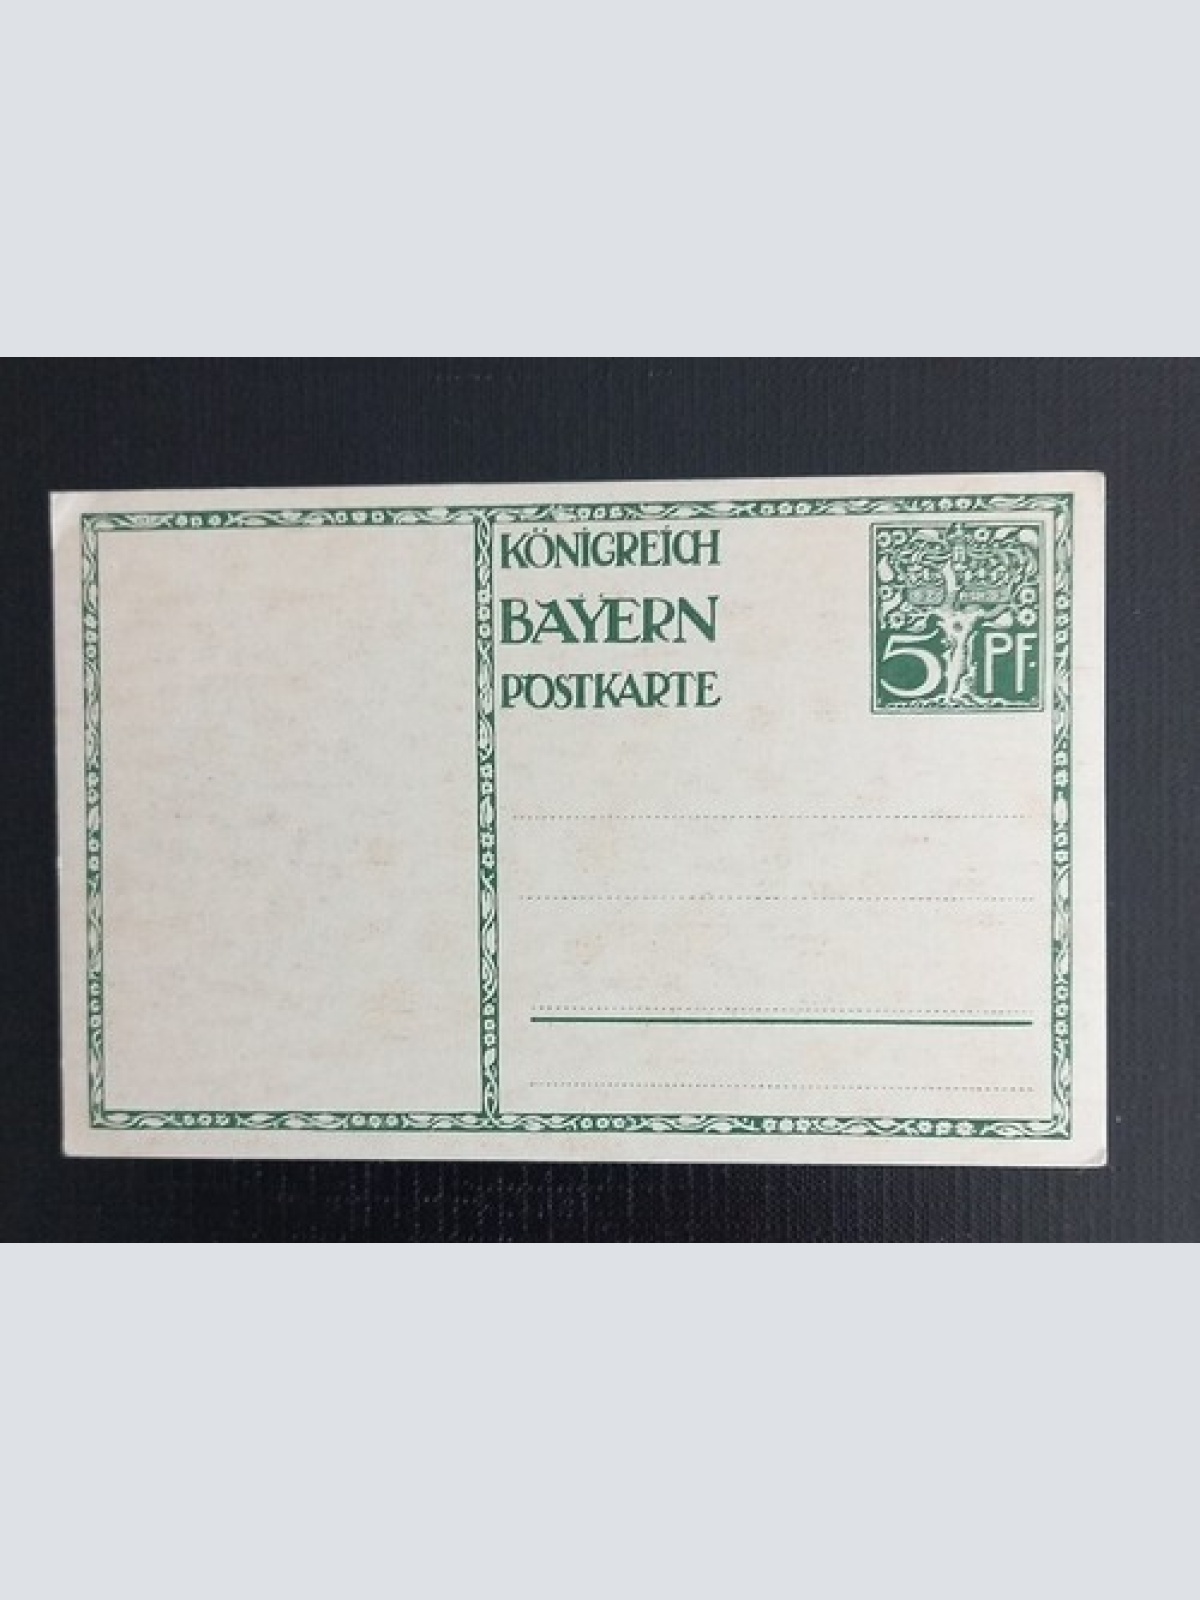 KÖNIGREICH
BAYERN
POSTKARTE
5 PF.